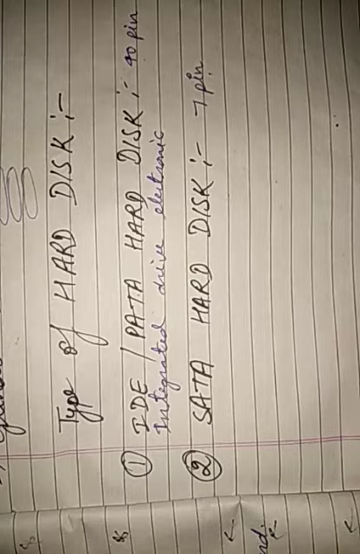 Type of HARD DISK :-
① IDE / PATA HARD DISK :- 40 pin
Integrated drive electronic
② SATA HARD DISK :- 7 pin